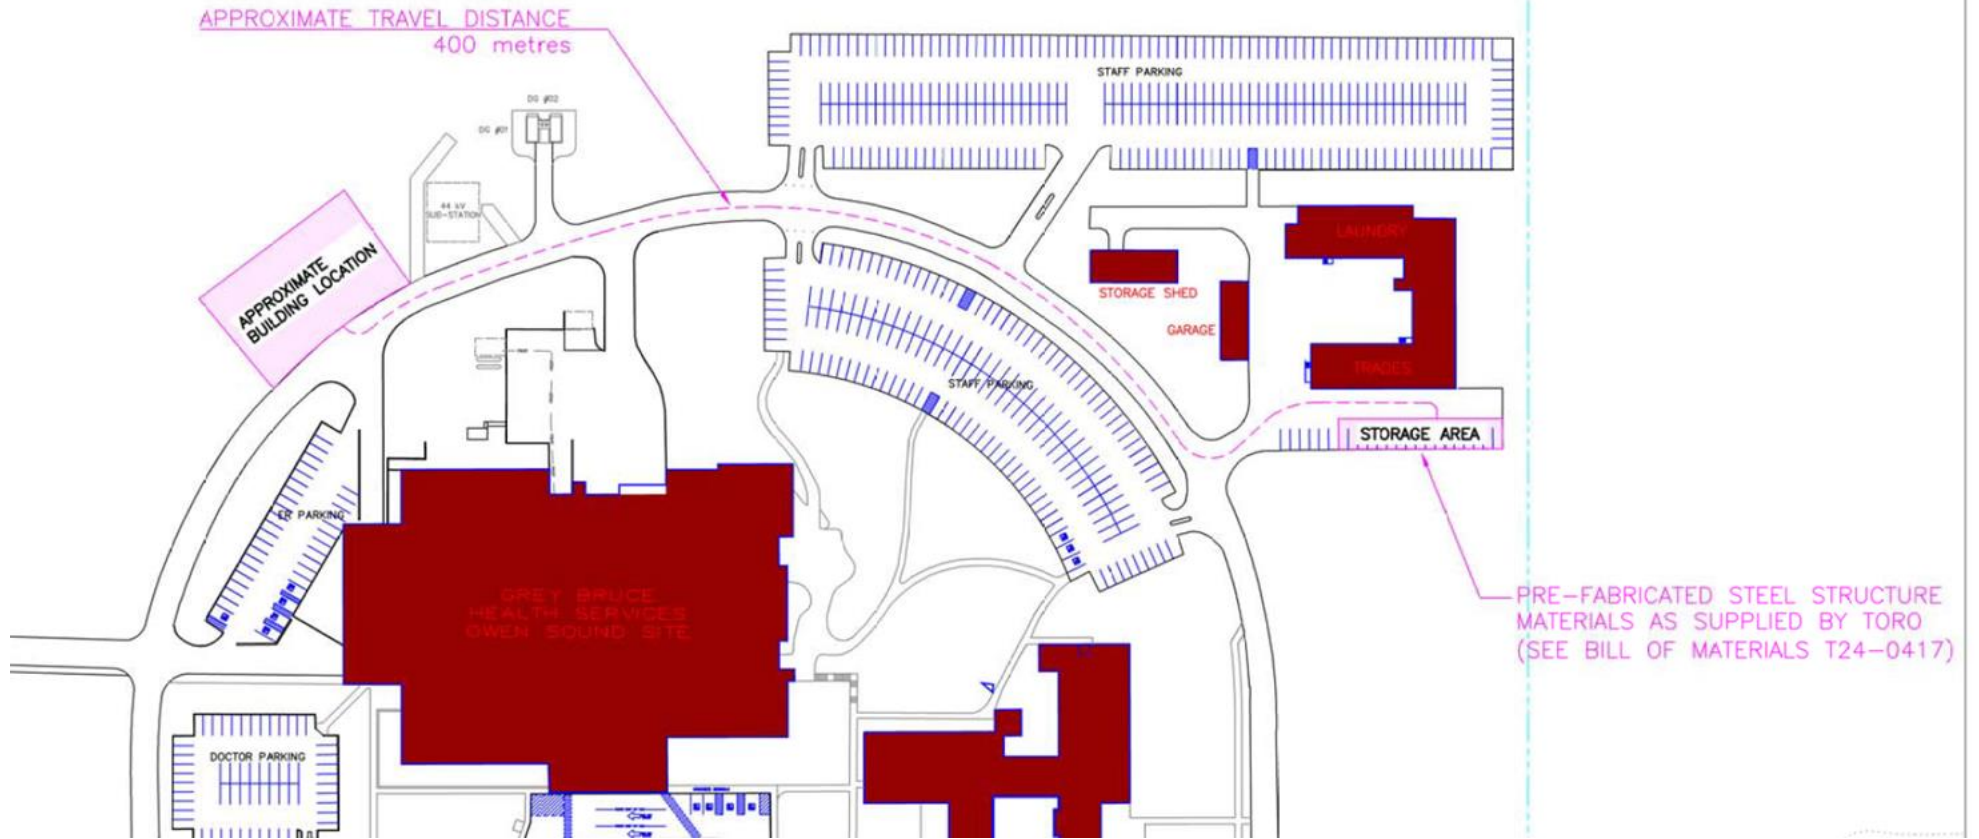 APPROXIMATE TRAVEL DISTANCE
400 metres
STAFF PARKING
DG #02
DG #01
44 kV
SUB-STATION
APPROXIMATE
BUILDING LOCATION
LAUNDRY
STORAGE SHED
GARAGE
TRADES
STAFF PARKING
STORAGE AREA
ER PARKING
GREY BRUCE
HEALTH SERVICES
OWEN SOUND SITE
PRE-FABRICATED STEEL STRUCTURE
MATERIALS AS SUPPLIED BY TORO
(SEE BILL OF MATERIALS T24-0417)
DOCTOR PARKING